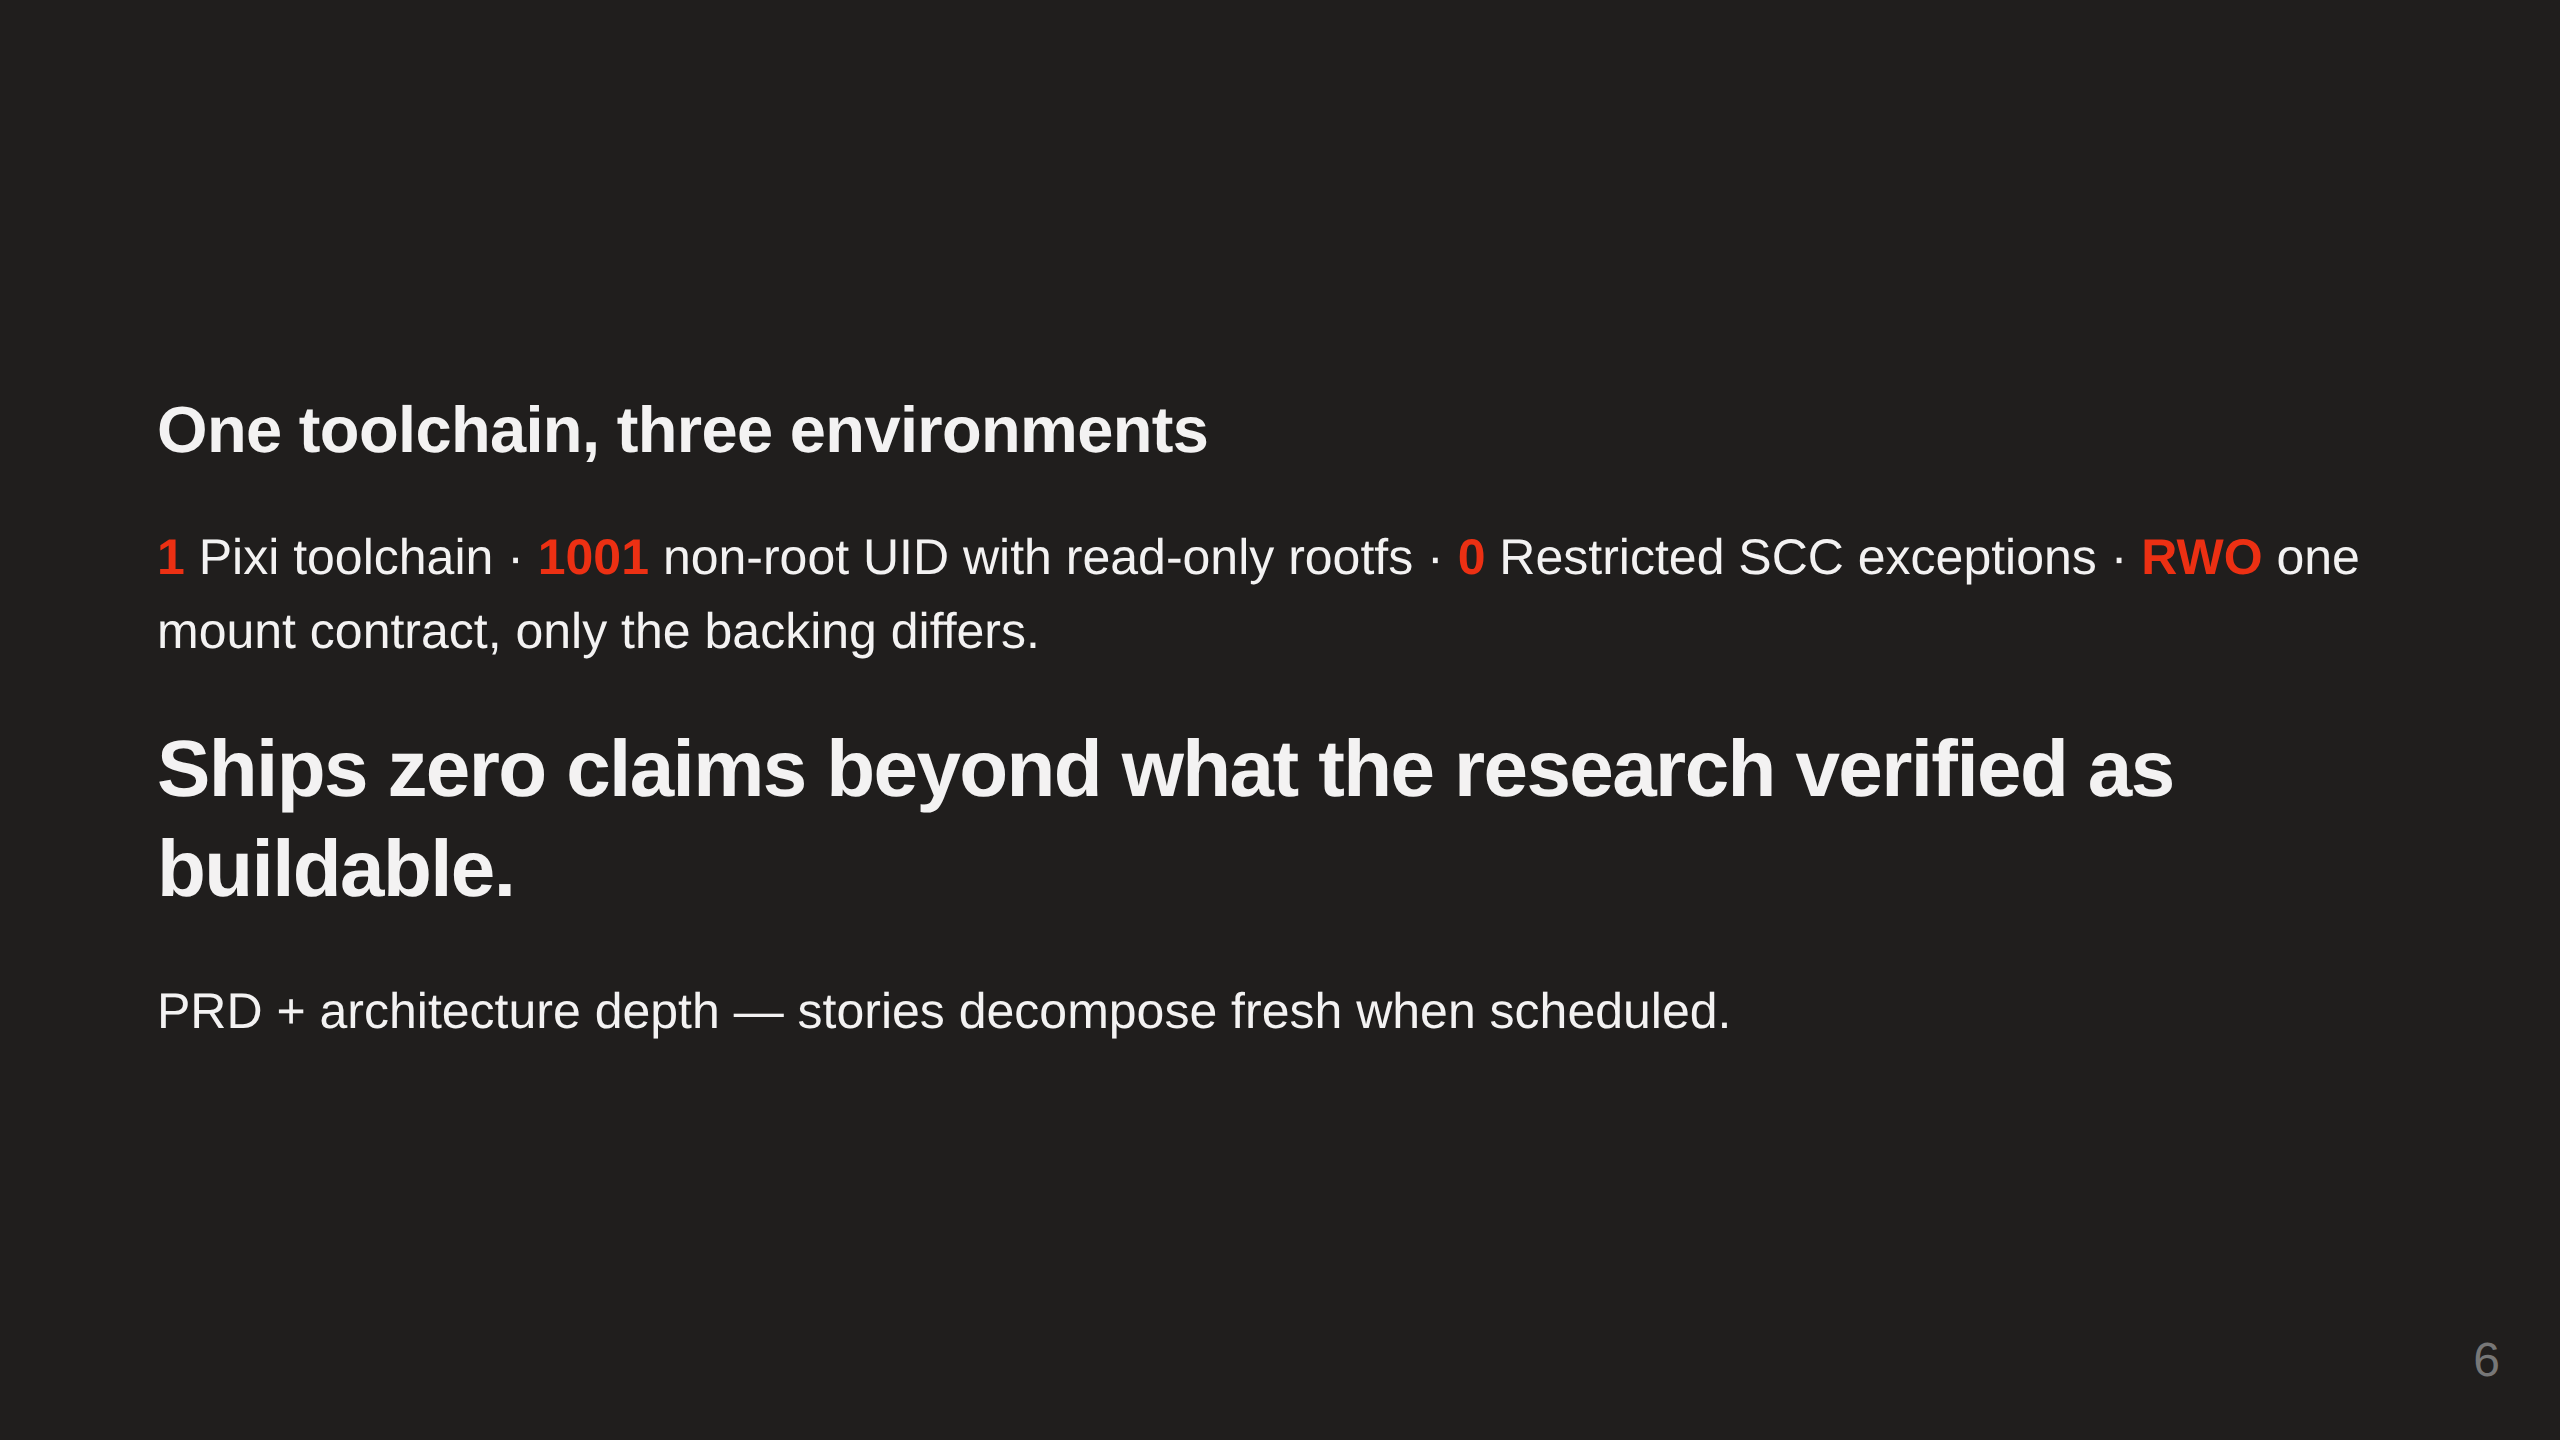 One toolchain, three environments
1 Pixi toolchain · 1001 non-root UID with read-only rootfs · 0 Restricted SCC exceptions · RWO one
mount contract, only the backing differs.
Ships zero claims beyond what the research verified as
buildable.
PRD + architecture depth — stories decompose fresh when scheduled.
6